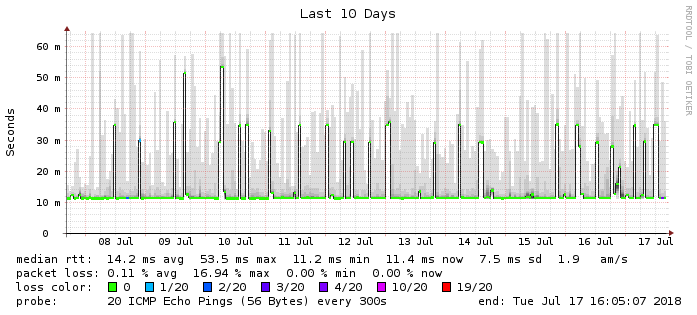 Last 10 Days
RRDTOOL / TOBI OETIKER
Seconds
60 m
50 m
40 m
30 m
20 m
10 m
0
08 Jul 09 Jul 10 Jul 11 Jul 12 Jul 13 Jul 14 Jul 15 Jul 16 Jul 17 Jul
median rtt: 14.2 ms avg 53.5 ms max 11.2 ms min 11.4 ms now 7.5 ms sd 1.9 am/s
packet loss: 0.11 % avg 16.94 % max 0.00 % min 0.00 % now
loss color: 0 1/20 2/20 3/20 4/20 10/20 19/20
probe: 20 ICMP Echo Pings (56 Bytes) every 300s end: Tue Jul 17 16:05:07 2018